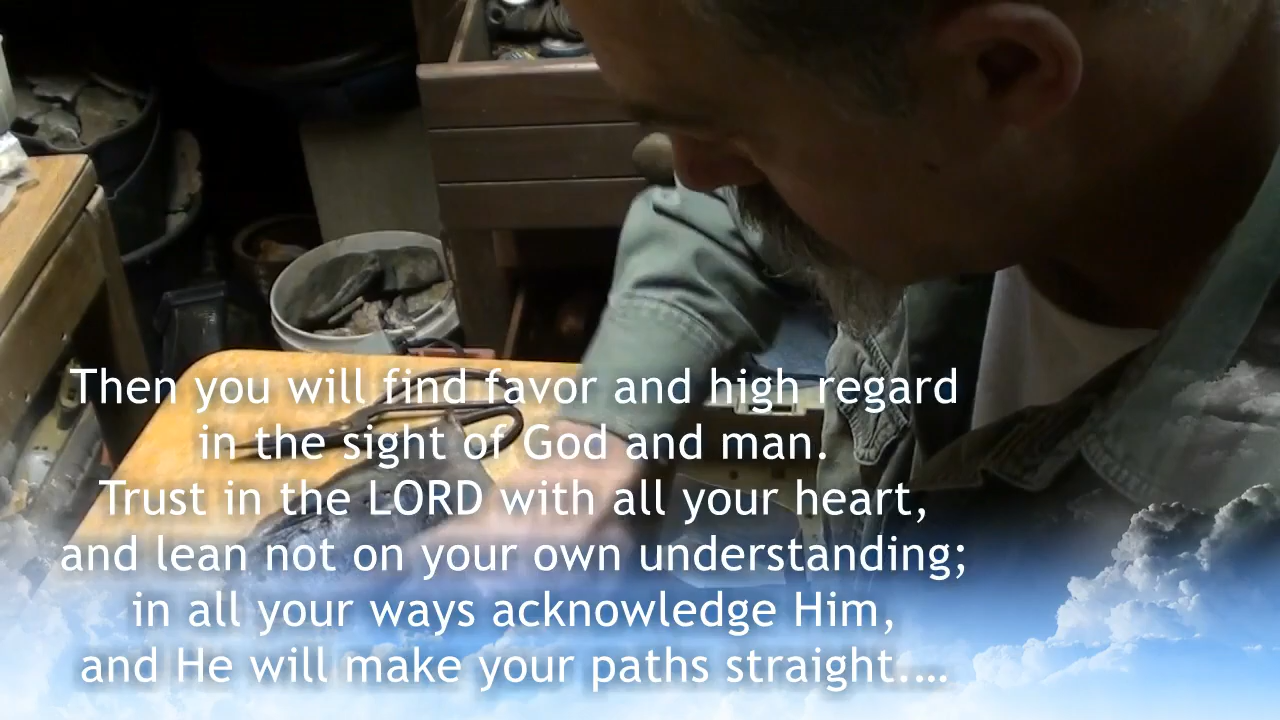 Then you will find favor and high regard
in the sight of God and man.
Trust in the LORD with all your heart,
and lean not on your own understanding;
in all your ways acknowledge Him,
and He will make your paths straight.…